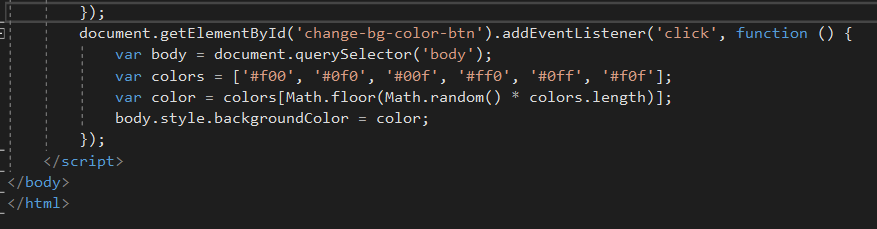 });
document.getElementById('change-bg-color-btn').addEventListener('click', function () {
var body = document.querySelector('body');
var colors = ['#f00', '#0f0', '#00f', '#ff0', '#0ff', '#f0f'];
var color = colors[Math.floor(Math.random() * colors.length)];
body.style.backgroundColor = color;
});
</script>
</body>
</html>